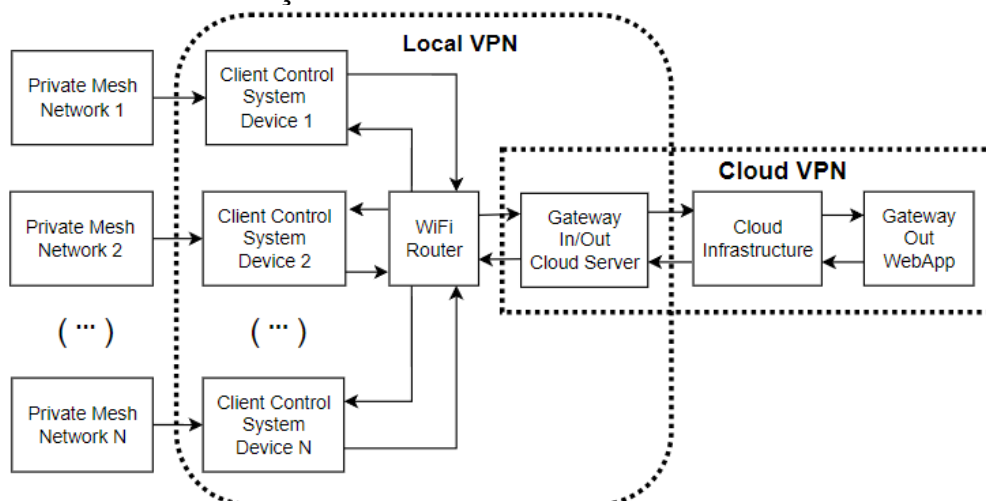 Local VPN
Private Mesh
Network 1
Client Control
System
Device 1
Cloud VPN
Private Mesh
Network 2
Client Control
System
Device 2
WiFi
Router
Gateway
In/Out
Cloud Server
Cloud
Infrastructure
Gateway
Out
WebApp
(···)
(···)
Private Mesh
Network N
Client Control
System
Device N